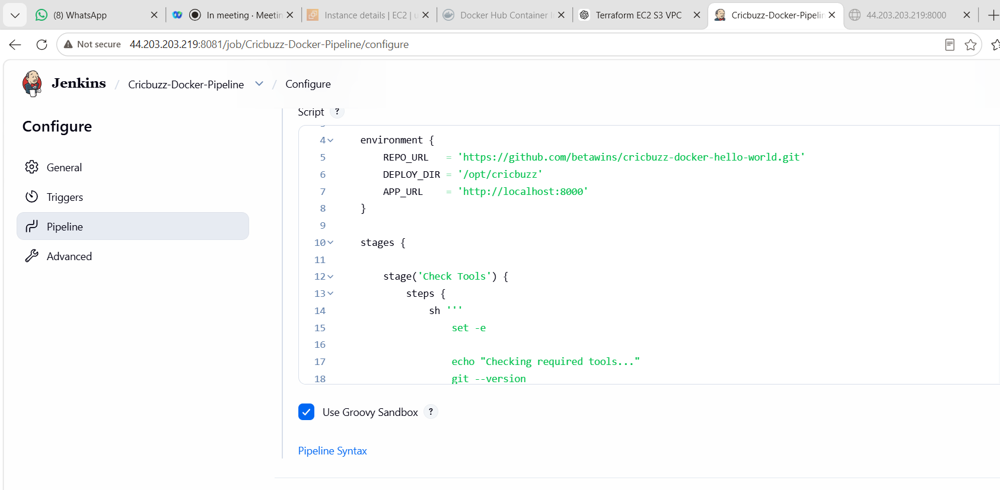 (8) WhatsApp
In meeting · Meetin
Instance details | EC2 | u
Docker Hub Container I
Terraform EC2 S3 VPC
Cricbuzz-Docker-Pipelin
44.203.203.219:8000
Not secure 44.203.203.219:8081/job/Cricbuzz-Docker-Pipeline/configure
Jenkins / Cricbuzz-Docker-Pipeline / Configure
Configure
General
Triggers
Pipeline
Advanced
Script ?
4 environment {
5 REPO_URL = 'https://github.com/betawins/cricbuzz-docker-hello-world.git'
6 DEPLOY_DIR = '/opt/cricbuzz'
7 APP_URL = 'http://localhost:8000'
8 }
9
10 stages {
11
12 stage('Check Tools') {
13 steps {
14 sh '''
15 set -e
16
17 echo "Checking required tools..."
18 git --version
Use Groovy Sandbox ?
Pipeline Syntax